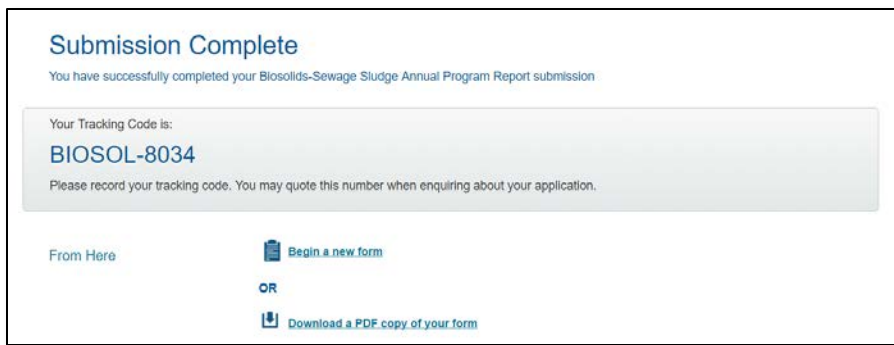 Submission Complete
You have successfully completed your Biosolids-Sewage Sludge Annual Program Report submission
Your Tracking Code is:
BIOSOL-8034
Please record your tracking code. You may quote this number when enquiring about your application.
From Here
Begin a new form
OR
Download a PDF copy of your form